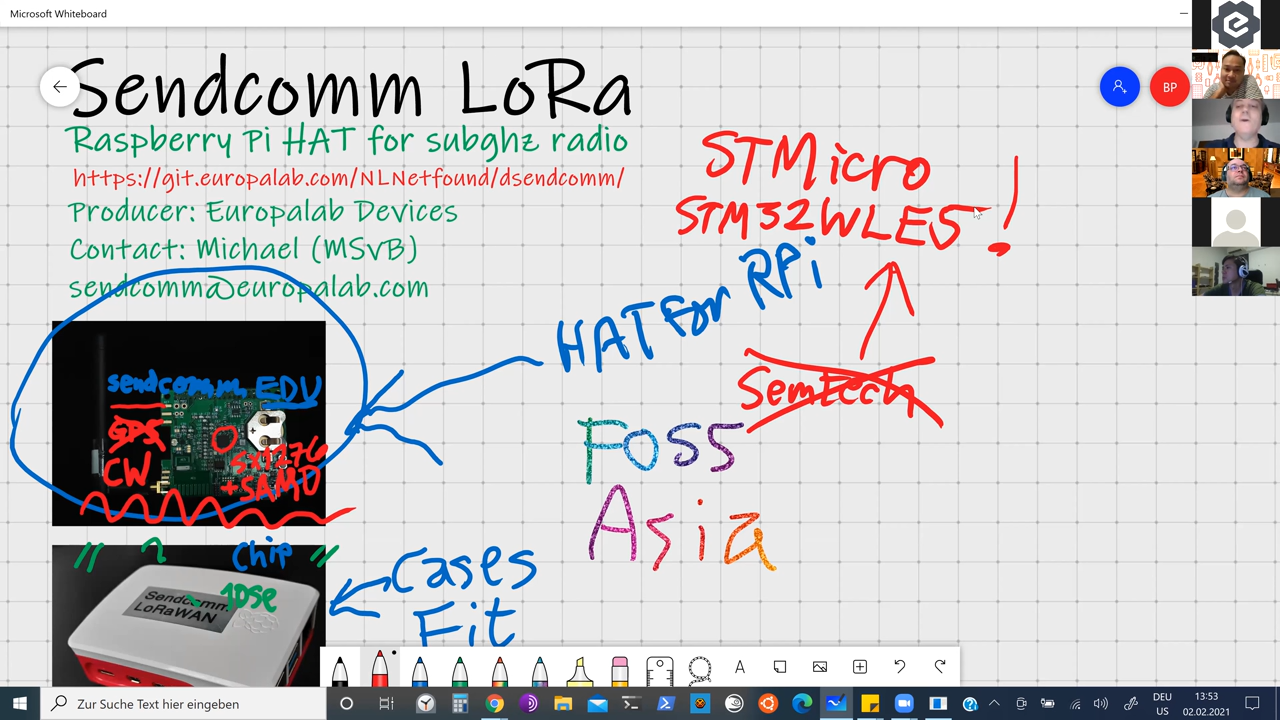 Microsoft Whiteboard
Sendcomm LoRa
Raspberry Pi HAT for subghz radio
https://git.europalab.com/NLNetfound/dsendcomm/
Producer: Europalab Devices
Contact: Michael (MSvB)
sendcomm@europalab.com
BP
STMicro
STM32WLE5!
HAT For RPi
Semtech
sendcomm EDU
GPS
CW
SX1276
+SAMD
Foss
Asia
Chip
Sendcomm
LoRaWAN
Cases
Fit
A
Zur Suche Text hier eingeben
DEU
US
13:53
02.02.2021